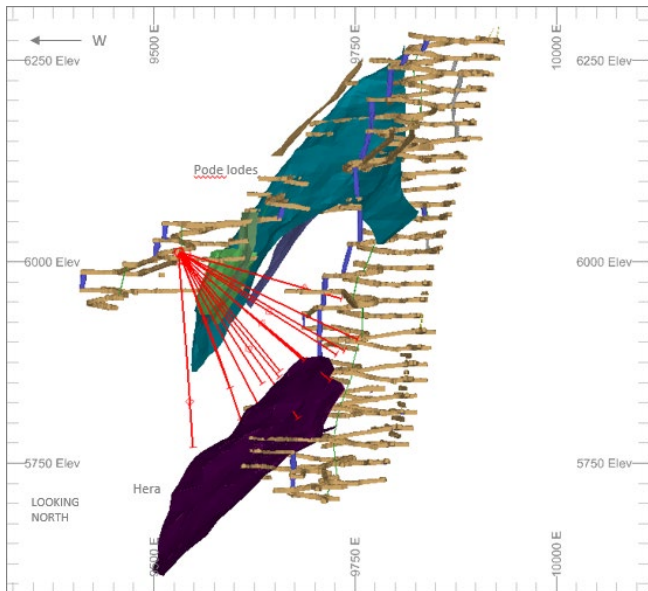 9500 E
9750 E
10000 E
W
6250 Elev
6250 Elev
Pode lodes
6000 Elev
6000 Elev
5750 Elev
5750 Elev
Hera
LOOKING
NORTH
9500 E
9750 E
10000 E